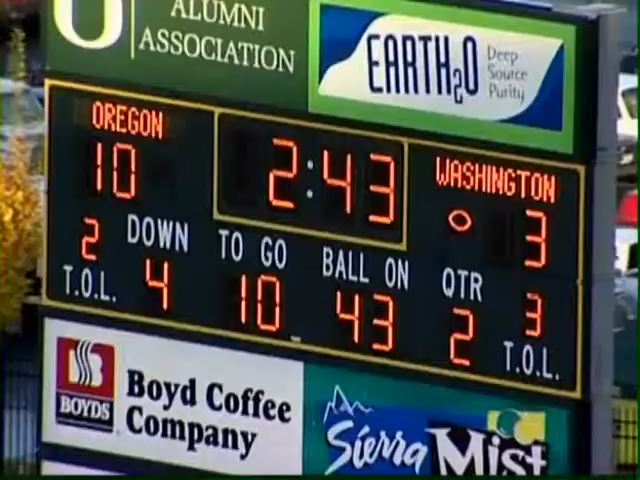 ALUMNI
ASSOCIATION
EARTH2O
Deep
Source
Purity
OREGON
10
2:43
WASHINGTON
3
2
DOWN
TO GO
BALL ON
QTR
T.O.L.
4
10
43
2
3
T.O.L.
BOYDS
Boyd Coffee
Company
Sierra
Mist